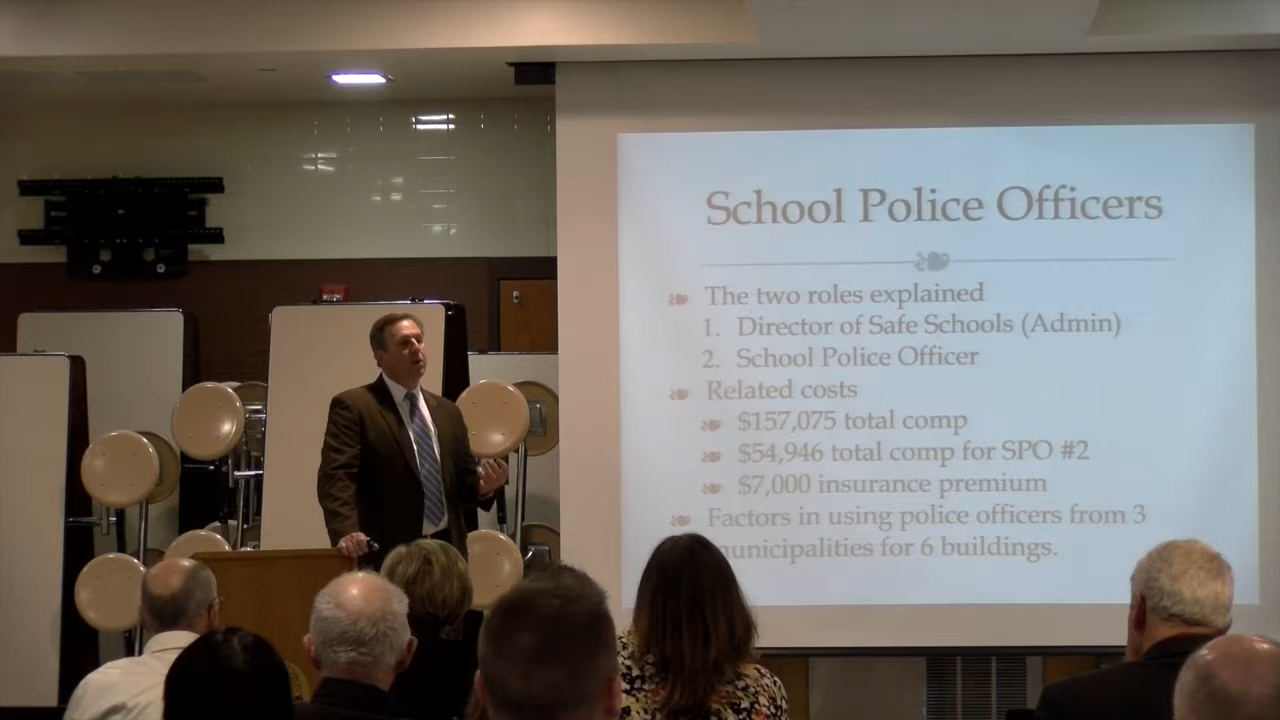 School Police Officers
The two roles explained
1. Director of Safe Schools (Admin)
2. School Police Officer
Related costs
$157,075 total comp
$54,946 total comp for SPO #2
$7,000 insurance premium
Factors in using police officers from 3
municipalities for 6 buildings.